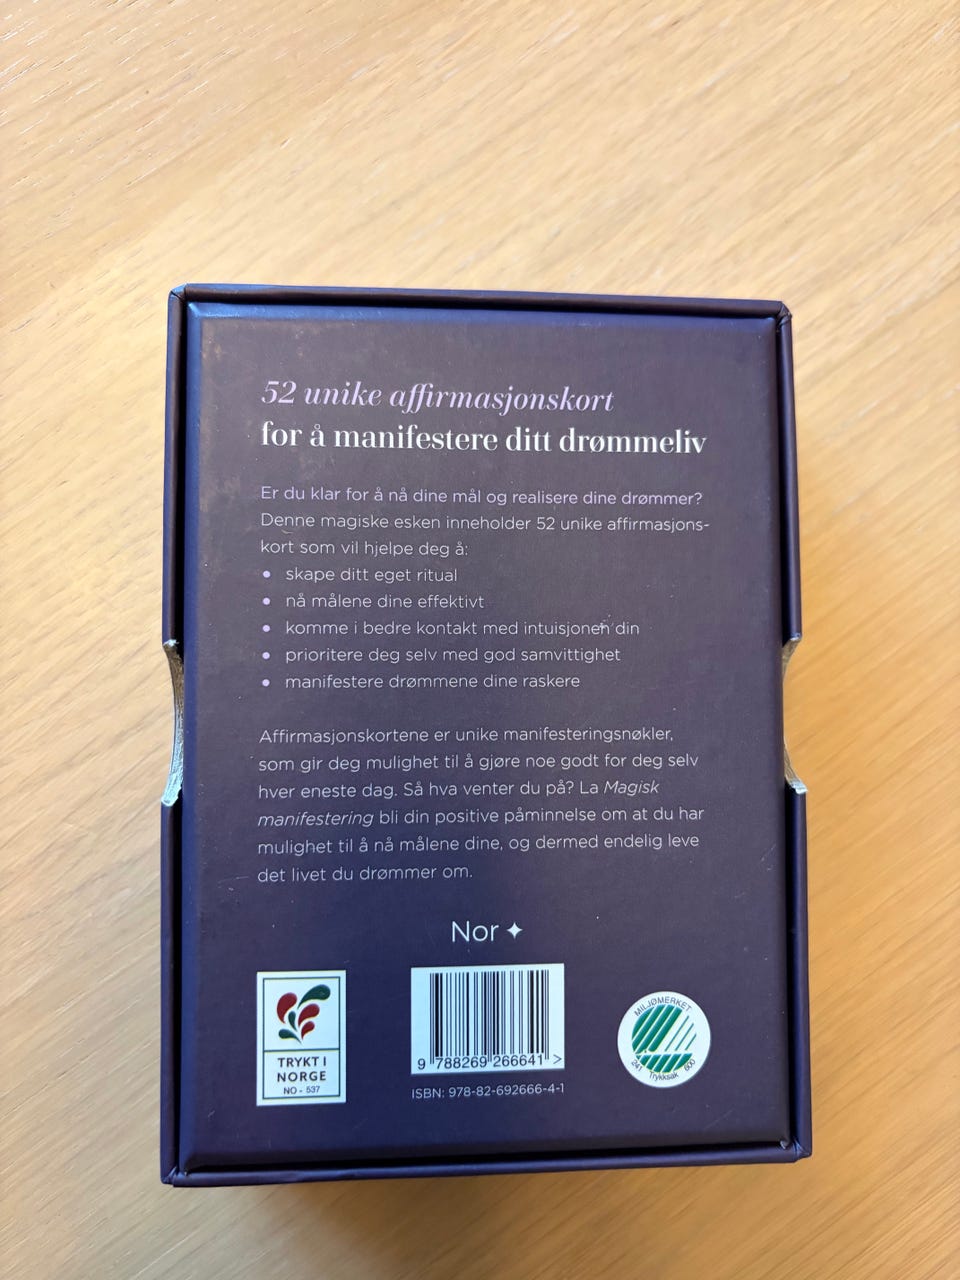 52 unike affirmasjonskort
for å manifestere ditt drømmeliv
Er du klar for å nå dine mål og realisere dine drømmer?
Denne magiske esken inneholder 52 unike affirmasjons-
kort som vil hjelpe deg å:
• skape ditt eget ritual
• nå målene dine effektivt
• komme i bedre kontakt med intuisjonen din
• prioritere deg selv med god samvittighet
• manifestere drømmene dine raskere
Affirmasjonskortene er unike manifesteringsnøkler,
som gir deg mulighet til å gjøre noe godt for deg selv
hver eneste dag. Så hva venter du på? La Magisk
manifestering bli din positive påminnelse om at du har
mulighet til å nå målene dine, og dermed endelig leve
det livet du drømmer om.
Nor
TRYKT I
NORGE
NO - 537
9 788269 266641 >
ISBN: 978-82-692666-4-1
MILJØMERKET
241 Trykksak 600